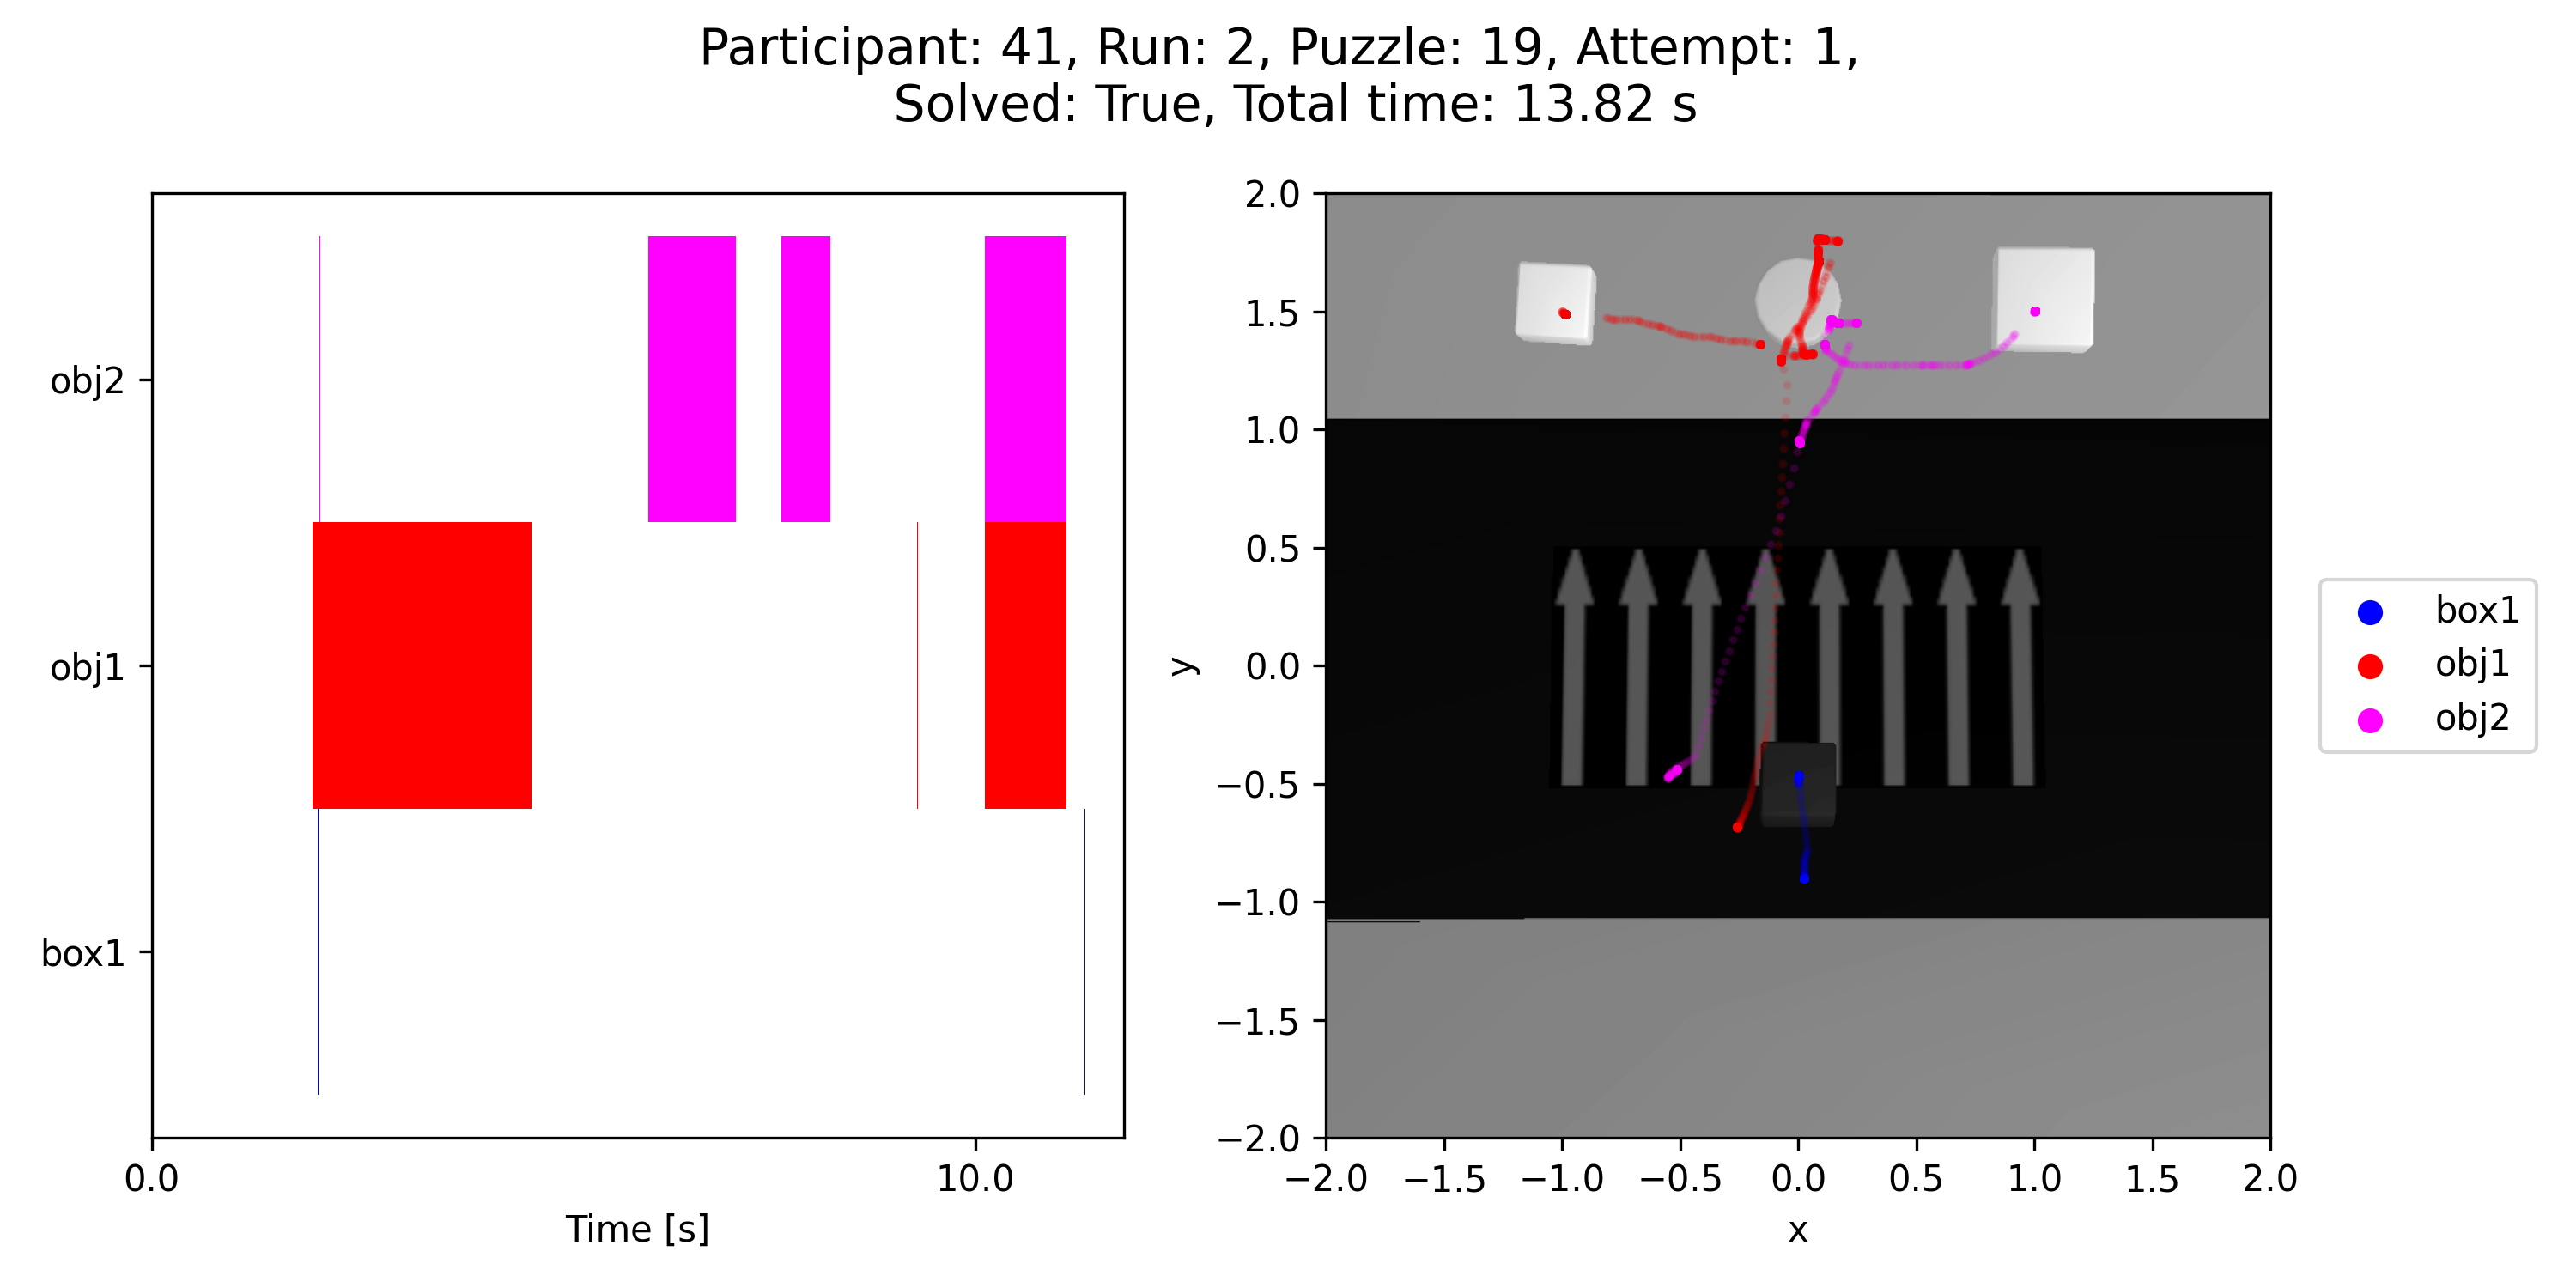 Participant: 41, Run: 2, Puzzle: 19, Attempt: 1,
Solved: True, Total time: 13.82 s
obj2
obj1
box1
0.0
10.0
Time [s]
y
2.0
1.5
1.0
0.5
0.0
−0.5
−1.0
−1.5
−2.0
−2.0
−1.5
−1.0
−0.5
0.0
0.5
1.0
1.5
2.0
x
box1
obj1
obj2